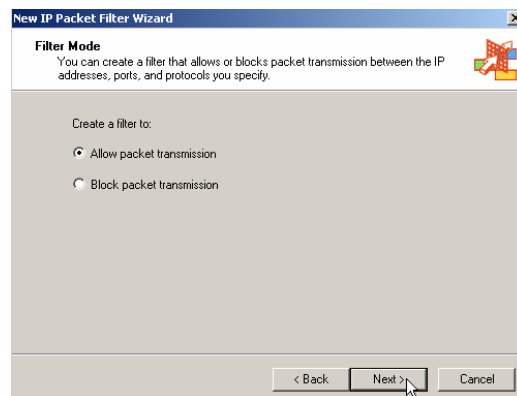 New IP Packet Filter Wizard
Filter Mode
You can create a filter that allows or blocks packet transmission between the IP
addresses, ports, and protocols you specify.
Create a filter to:
Allow packet transmission
Block packet transmission
< Back Next > Cancel